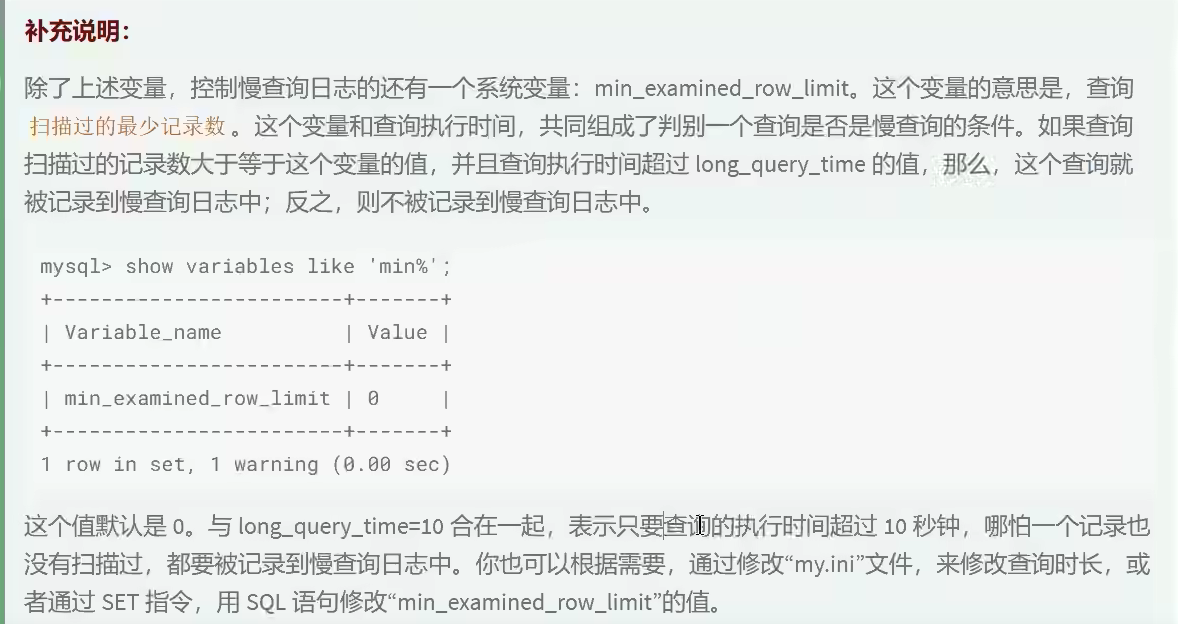 补充说明：
除了上述变量，控制慢查询日志的还有一个系统变量：min_examined_row_limit。这个变量的意思是，查询
扫描过的最少记录数。这个变量和查询执行时间，共同组成了判别一个查询是否是慢查询的条件。如果查询
扫描过的记录数大于等于这个变量的值，并且查询执行时间超过 long_query_time 的值，那么，这个查询就
被记录到慢查询日志中；反之，则不被记录到慢查询日志中。
mysql> show variables like 'min%';
+------------------------+-------+
| Variable_name          | Value |
+------------------------+-------+
| min_examined_row_limit | 0     |
+------------------------+-------+
1 row in set, 1 warning (0.00 sec)
这个值默认是 0。与 long_query_time=10 合在一起，表示只要查询的执行时间超过 10 秒钟，哪怕一个记录也
没有扫描过，都要被记录到慢查询日志中。你也可以根据需要，通过修改“my.ini”文件，来修改查询时长，或
者通过 SET 指令，用 SQL 语句修改“min_examined_row_limit”的值。